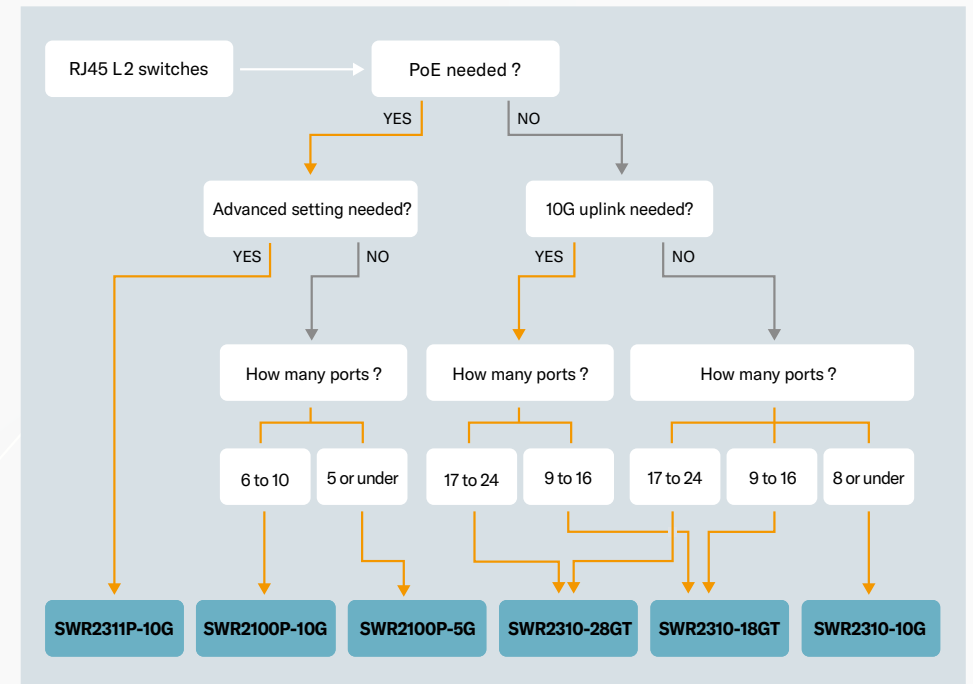 RJ45 L2 switches
PoE needed ?
YES
NO
Advanced setting needed?
10G uplink needed?
YES
NO
YES
NO
How many ports ?
How many ports ?
How many ports ?
6 to 10
5 or under
17 to 24
9 to 16
17 to 24
9 to 16
8 or under
SWR2311P-10G
SWR2100P-10G
SWR2100P-5G
SWR2310-28GT
SWR2310-18GT
SWR2310-10G